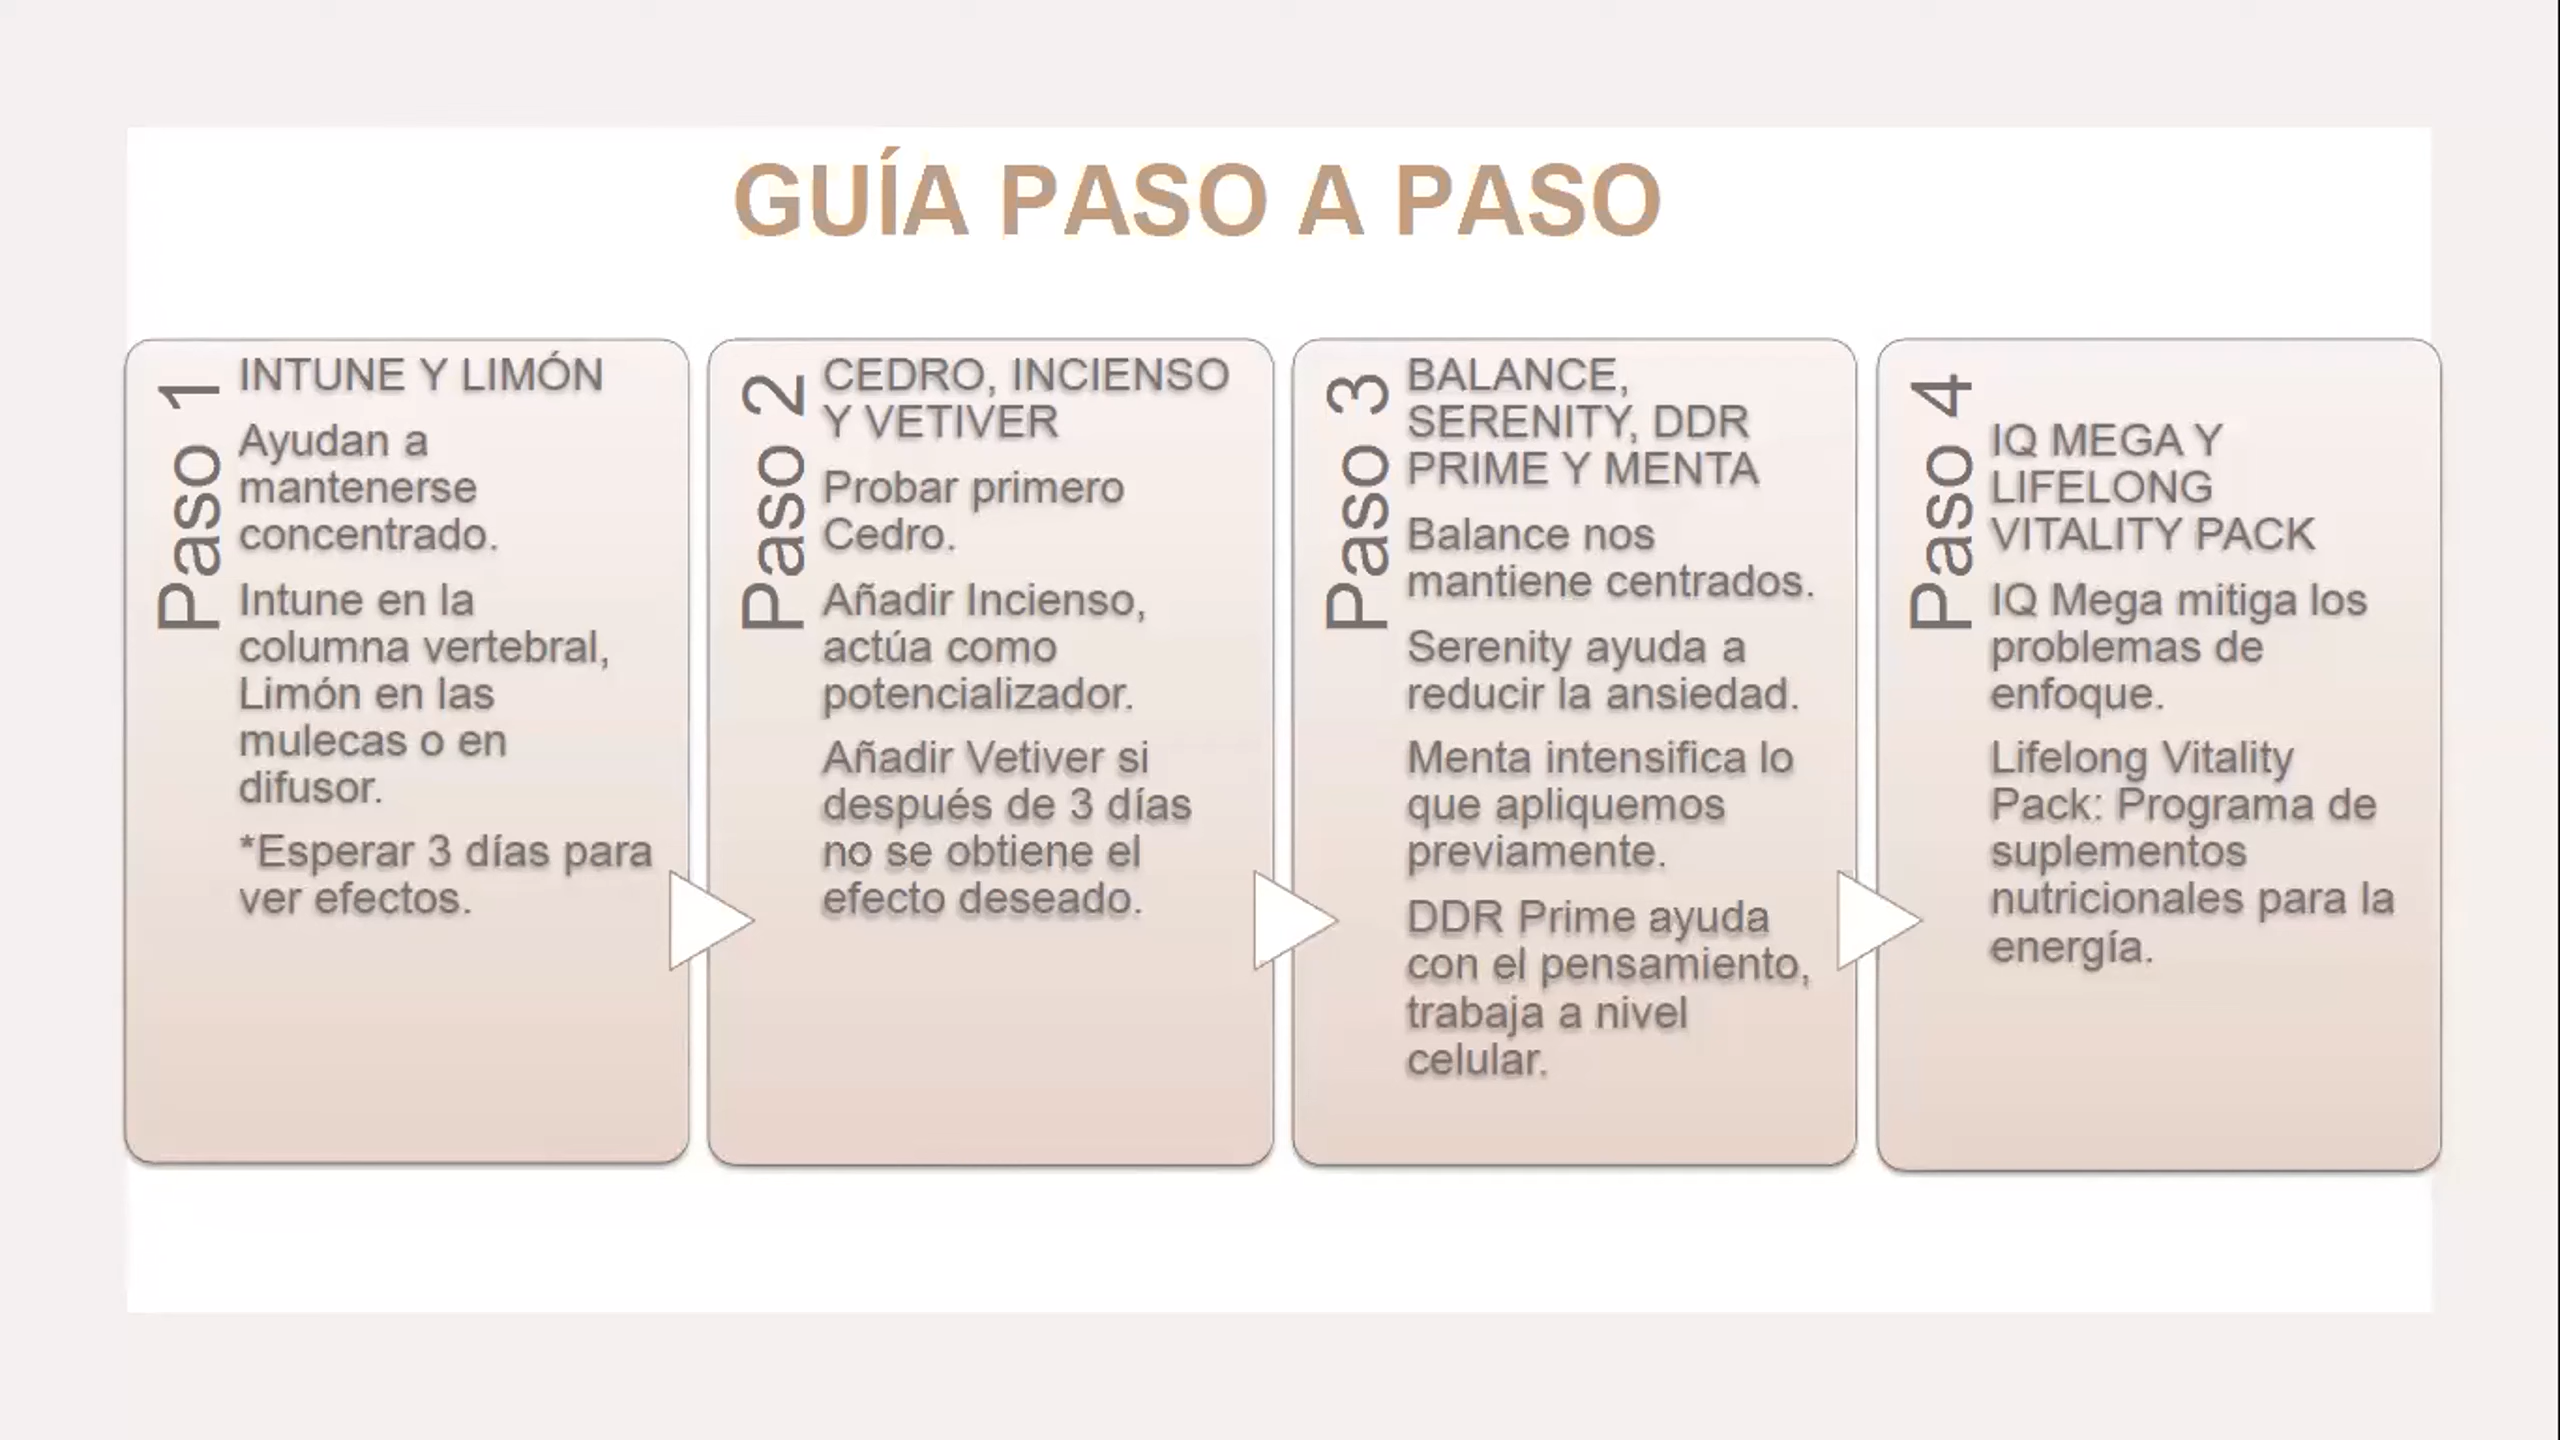 GUÍA PASO A PASO
Paso 1
INTUNE Y LIMÓN
Ayudan a
mantenerse
concentrado.
Intune en la
columna vertebral,
Limón en las
mulecas o en
difusor.
*Esperar 3 días para
ver efectos.
Paso 2
CEDRO, INCIENSO
Y VETIVER
Probar primero
Cedro.
Añadir Incienso,
actúa como
potencializador.
Añadir Vetiver si
después de 3 días
no se obtiene el
efecto deseado.
Paso 3
BALANCE,
SERENITY, DDR
PRIME Y MENTA
Balance nos
mantiene centrados.
Serenity ayuda a
reducir la ansiedad.
Menta intensifica lo
que apliquemos
previamente.
DDR Prime ayuda
con el pensamiento,
trabaja a nivel
celular.
Paso 4
IQ MEGA Y
LIFELONG
VITALITY PACK
IQ Mega mitiga los
problemas de
enfoque.
Lifelong Vitality
Pack: Programa de
suplementos
nutricionales para la
energía.